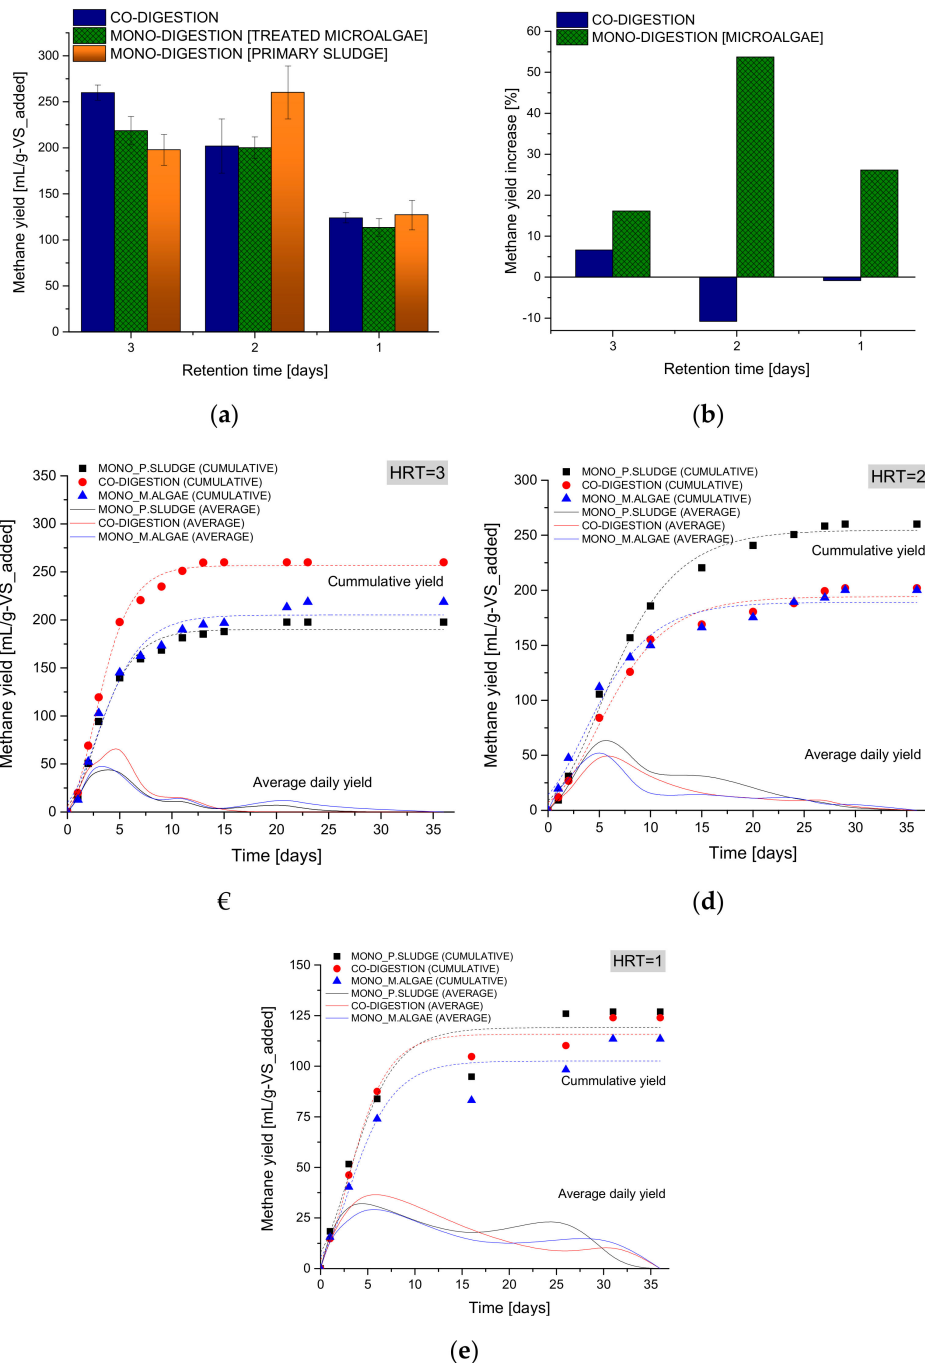 CO-DIGESTION
MONO-DIGESTION [TREATED MICROALGAE]
MONO-DIGESTION [PRIMARY SLUDGE]
300
250
200
150
100
50
0
Methane yield [mL/g-VS_added]
3
2
1
Retention time [days]
(a)
CO-DIGESTION
MONO-DIGESTION [MICROALGAE]
60
50
40
30
20
10
0
-10
Methane yield increase [%]
3
2
1
Retention time [days]
(b)
MONO_P.SLUDGE (CUMULATIVE)
CO-DIGESTION (CUMULATIVE)
MONO_M.ALGAE (CUMULATIVE)
MONO_P.SLUDGE (AVERAGE)
CO-DIGESTION (AVERAGE)
MONO_M.ALGAE (AVERAGE)
HRT=3
350
300
250
200
150
100
50
0
Methane yield [mL/g-VS_added]
Cummulative yield
Average daily yield
0 5 10 15 20 25 30 35
Time [days]
€
MONO_P.SLUDGE (CUMULATIVE)
CO-DIGESTION (CUMULATIVE)
MONO_M.ALGAE (CUMULATIVE)
MONO_P.SLUDGE (AVERAGE)
CO-DIGESTION (AVERAGE)
MONO_M.ALGAE (AVERAGE)
HRT=2
300
250
200
150
100
50
0
Methane yield [mL/g-VS_added]
Cummulative yield
Average daily yield
0 5 10 15 20 25 30 35
Time [days]
(d)
MONO_P.SLUDGE (CUMULATIVE)
CO-DIGESTION (CUMULATIVE)
MONO_M.ALGAE (CUMULATIVE)
MONO_P.SLUDGE (AVERAGE)
CO-DIGESTION (AVERAGE)
MONO_M.ALGAE (AVERAGE)
HRT=1
150
125
100
75
50
25
0
Methane yield [mL/g-VS_added]
Cummulative yield
Average daily yield
0 5 10 15 20 25 30 35
Time [days]
(e)